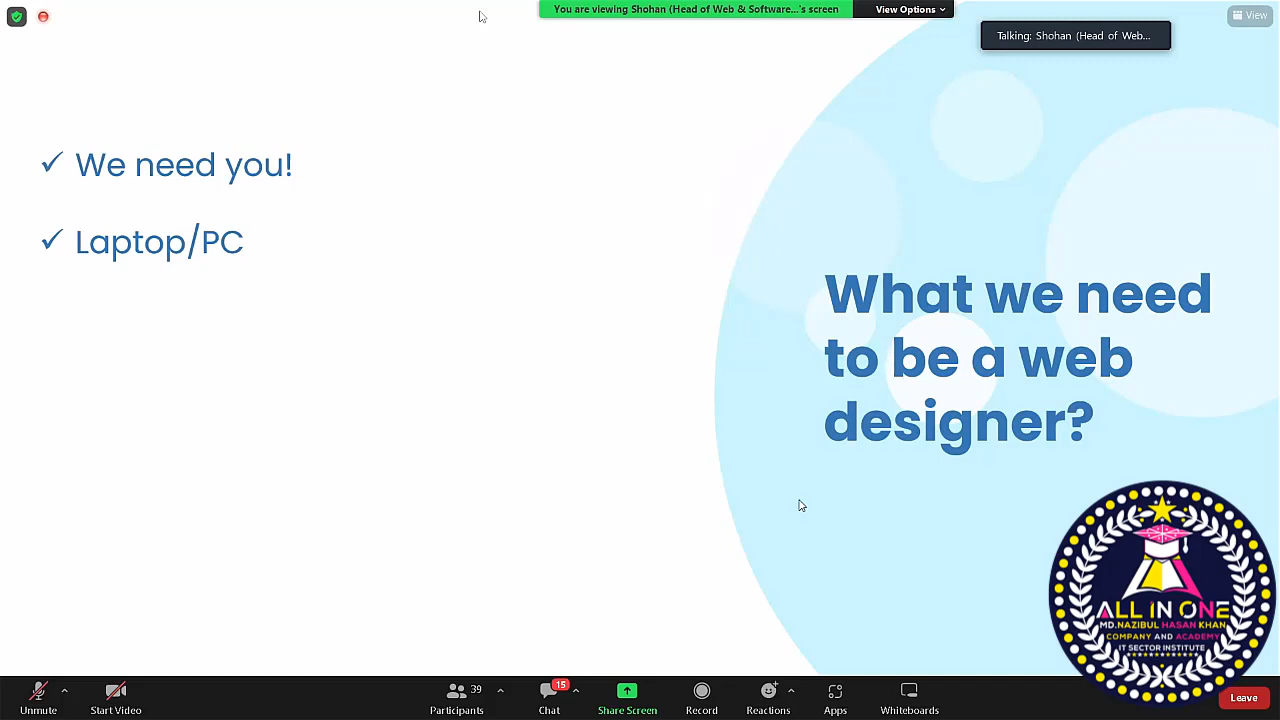 You are viewing Shohan (Head of Web & Software...'s screen
View Options
View
Talking: Shohan (Head of Web...
✓ We need you!
✓ Laptop/PC
What we need
to be a web
designer?
ALL IN ONE
MD.NAZIBUL HASAN KHAN
COMPANY AND ACADEMY
IT SECTOR INSTITUTE
Unmute
Start Video
39
Participants
15
Chat
Share Screen
Record
Reactions
Apps
Whiteboards
Leave